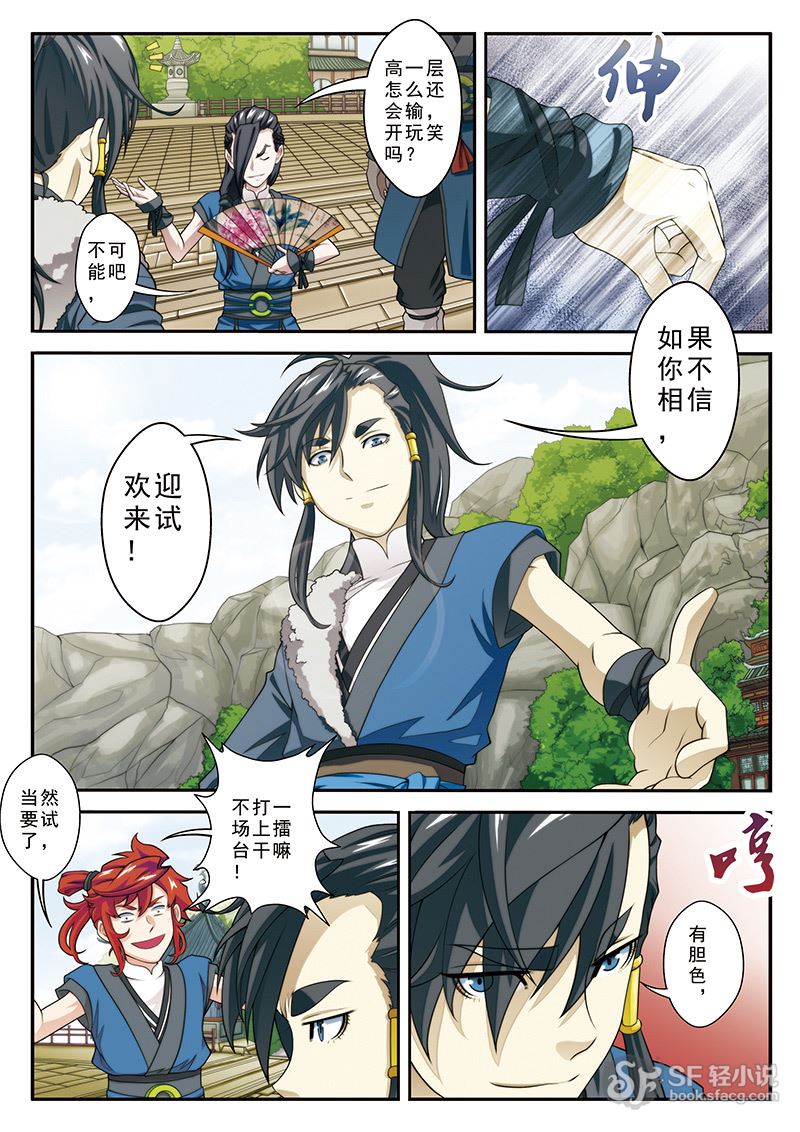 高一层
怎么还
会输，
开玩笑
吗？
不可
能吧
，
伸
如果
你不
相信
，
欢迎
来试
！
当然
要试
了，
不打一
场上擂
台干嘛
！
哼
有胆色，
SF 轻小说
book.sfacg.com